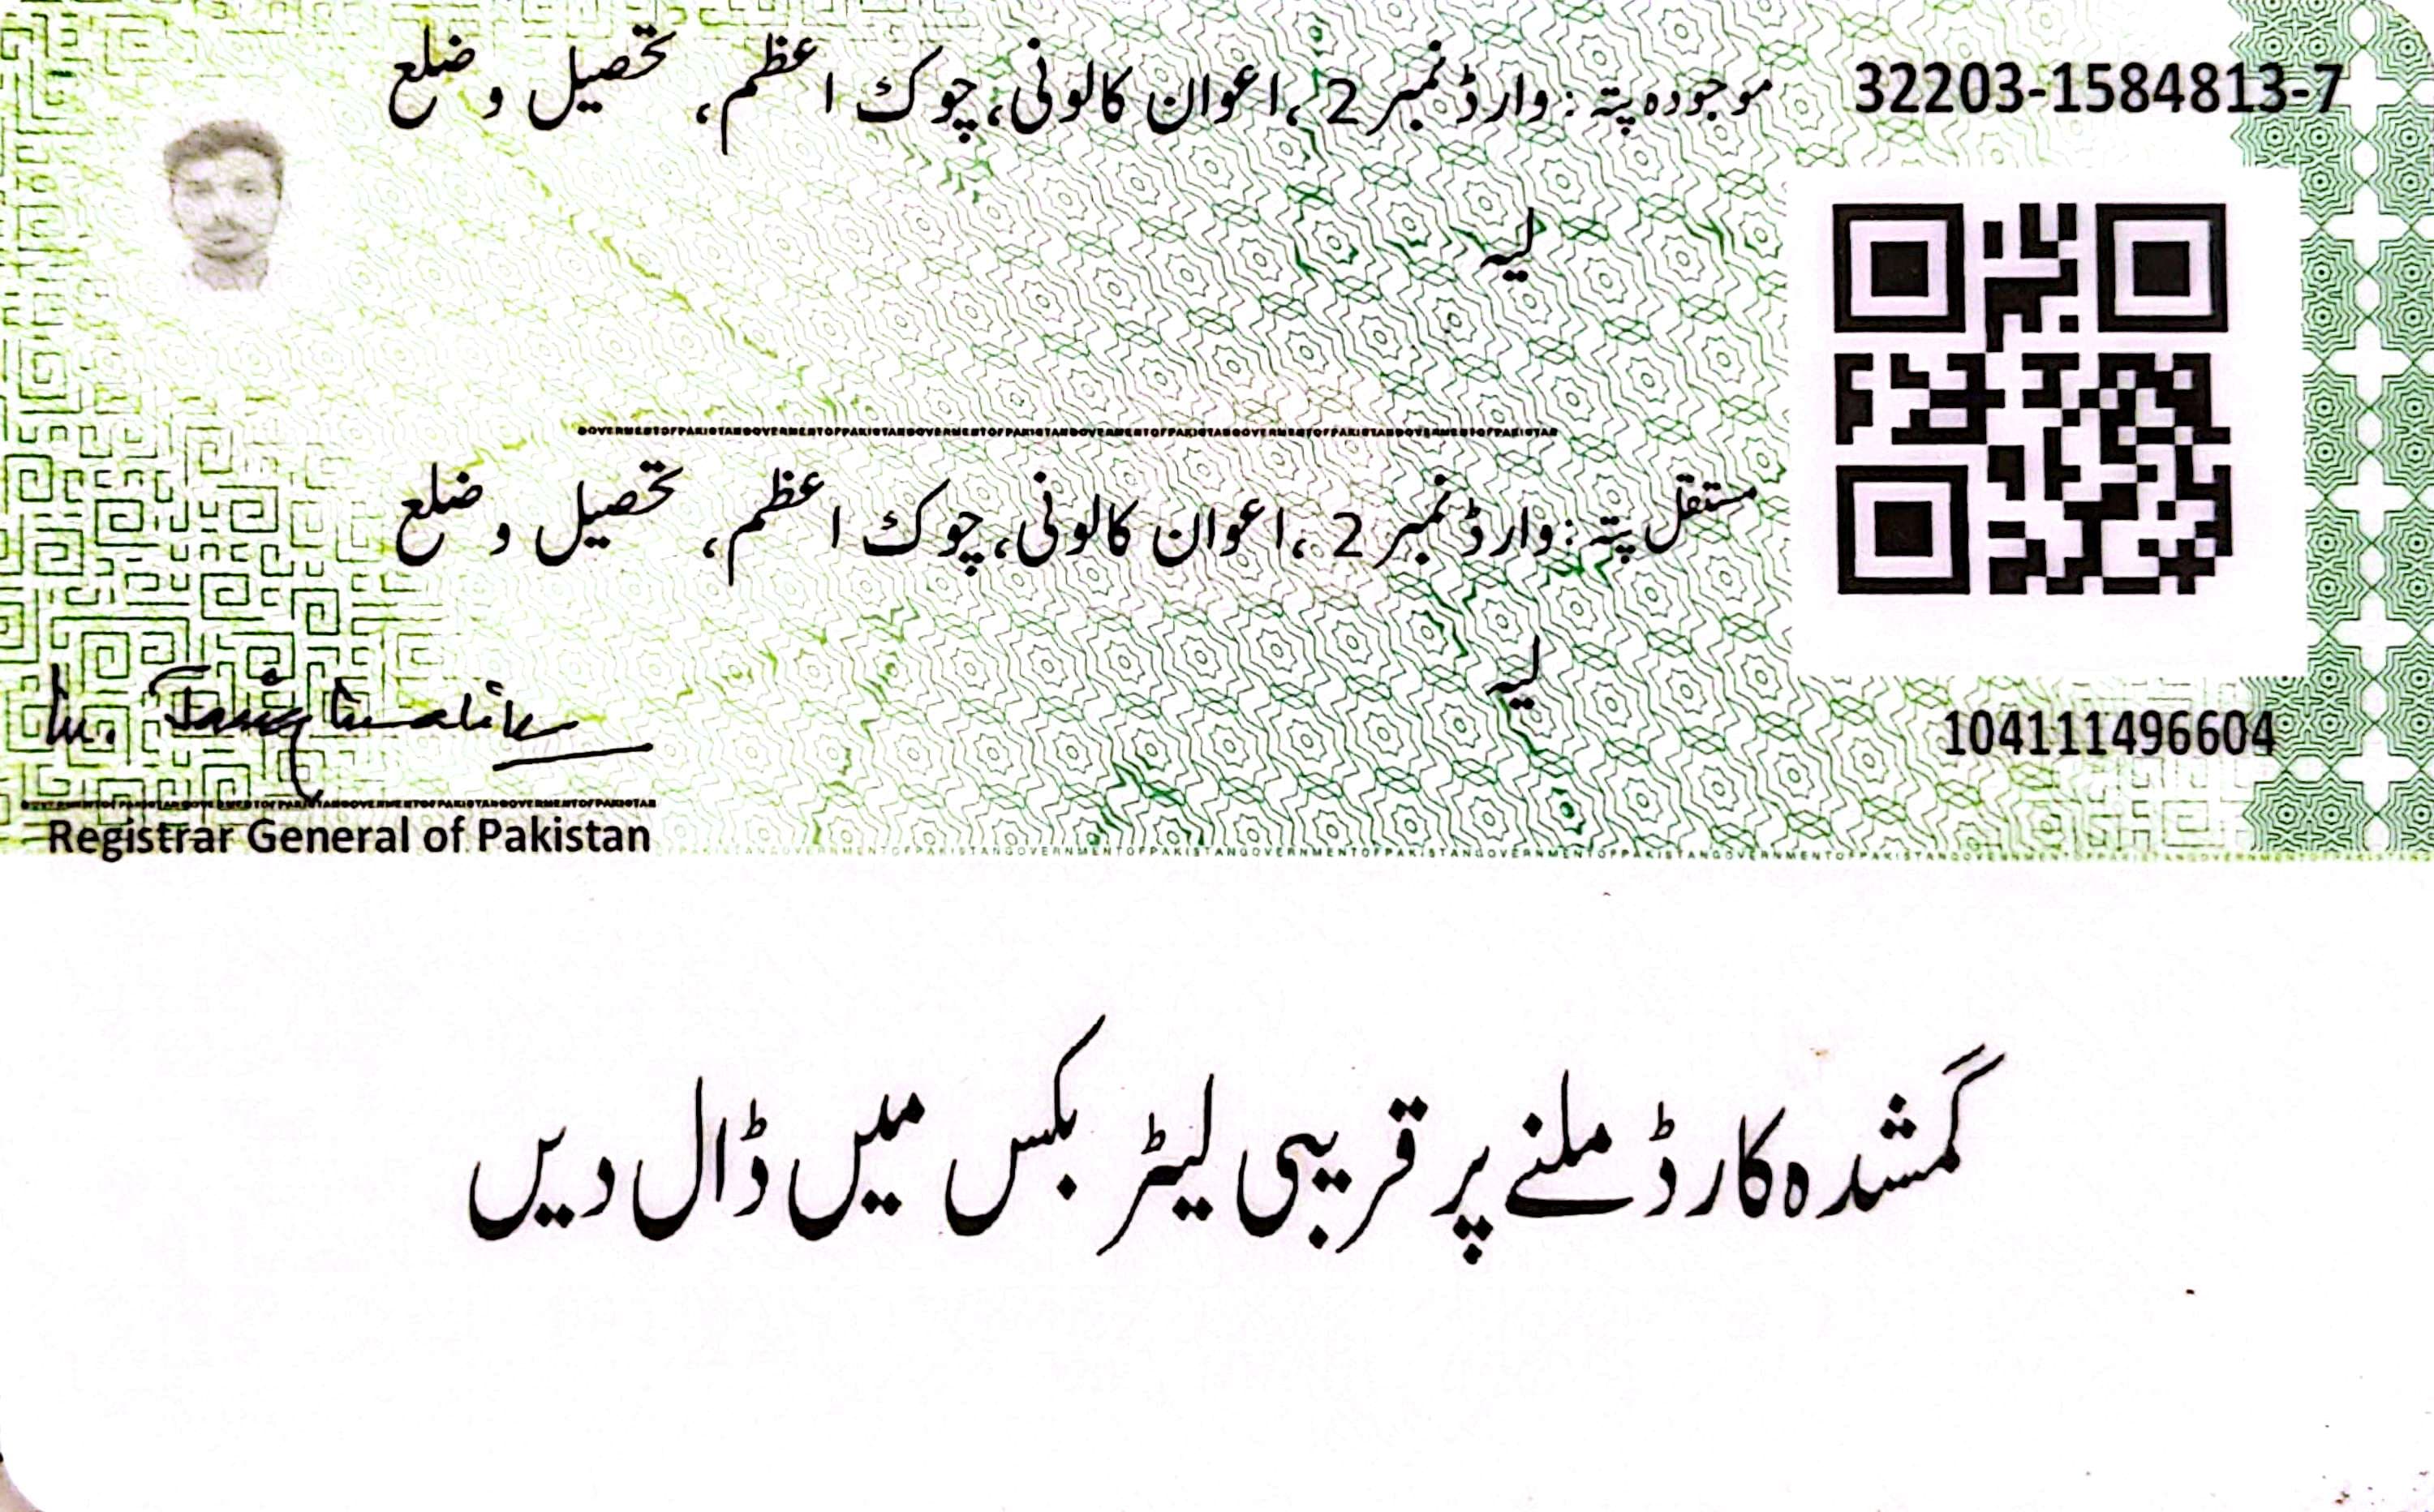 32203-1584813-7
موجودہ پتہ: وارڈ نمبر 2، اعوان کالونی، چوک اعظم، تحصیل و ضلع
لیہ
GOVERNMENTOFPAKISTANGOVERNMENTOFPAKISTANGOVERNMENTOFPAKISTANGOVERNMENTOFPAKISTANGOVERNMENTOFPAKISTANGOVERNMENTOFPAKISTAN
مستقل پتہ: وارڈ نمبر 2، اعوان کالونی، چوک اعظم، تحصیل و ضلع
لیہ
104111496604
Registrar General of Pakistan
گمشدہ کارڈ ملنے پر قریبی لیٹر بکس میں ڈال دیں